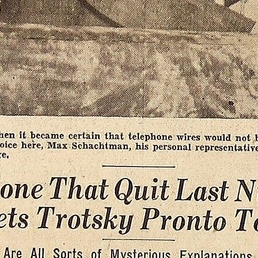 hen it became certain that telephone wires would not b
oice here, Max Schachtman, his personal representative
e.
one That Quit Last N
ets Trotsky Pronto T
Are All Sorts of Mysterious Explanations